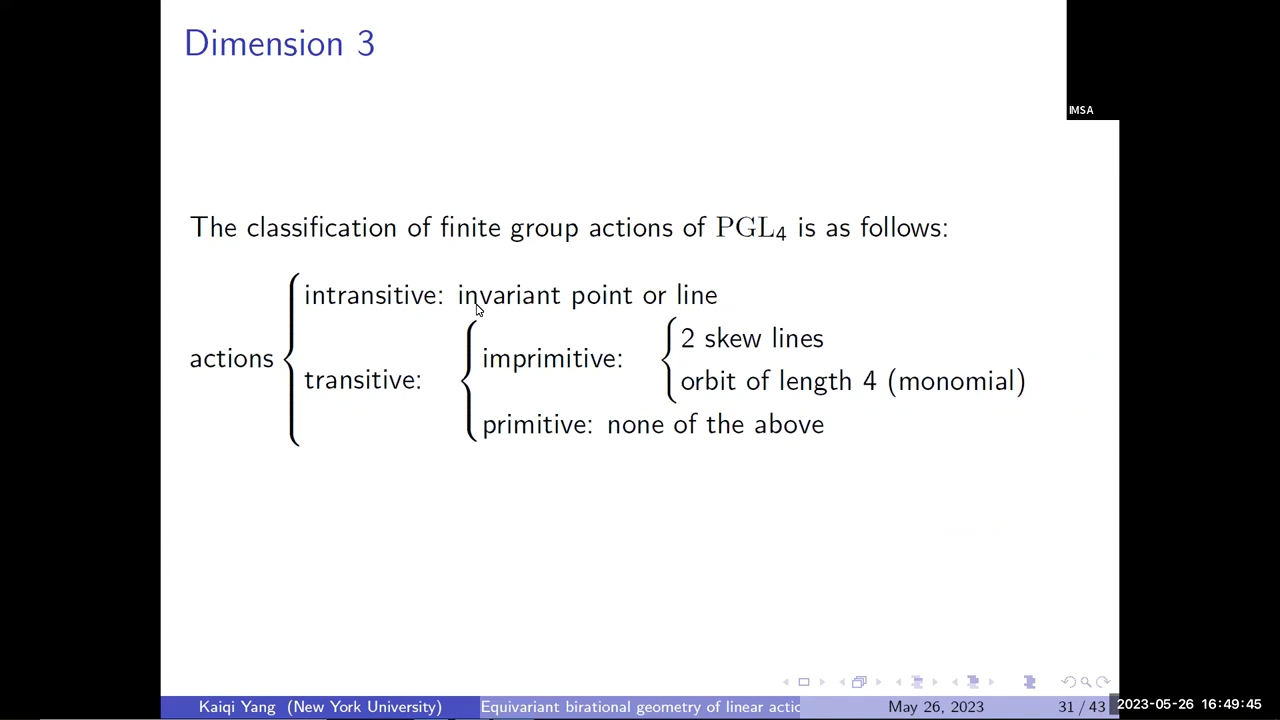 Dimension 3
IMSA
The classification of finite group actions of PGL₄ is as follows:
intransitive: invariant point or line
2 skew lines
actions
imprimitive:
transitive:
orbit of length 4 (monomial)
primitive: none of the above
Kaiqi Yang (New York University)
Equivariant birational geometry of linear actio
May 26, 2023
31 / 43
2023-05-26 16:49:45